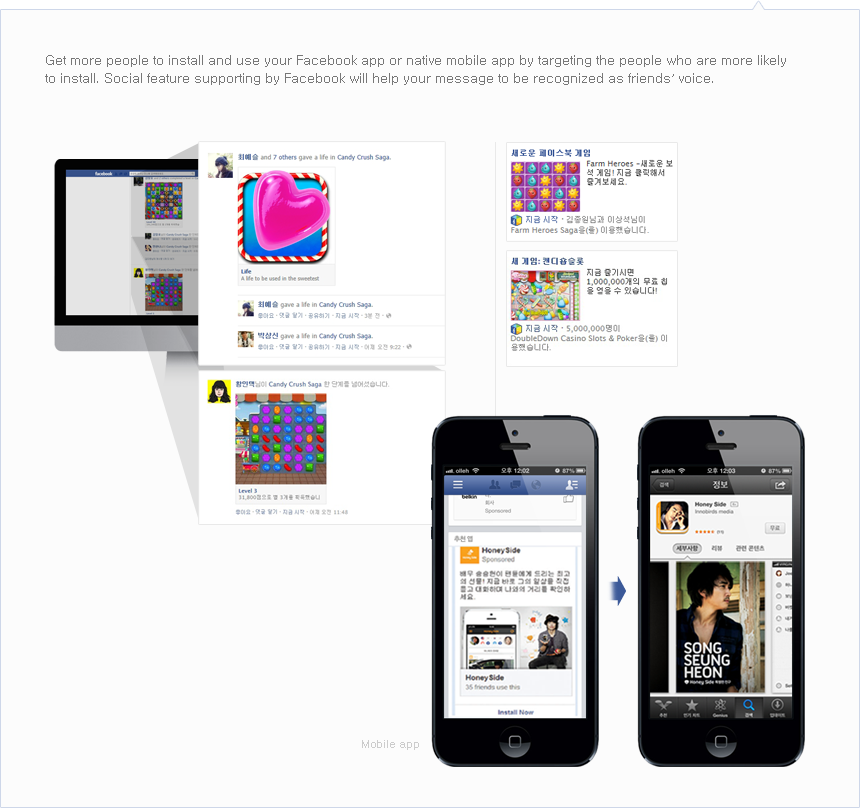 Get more people to install and use your Facebook app or native mobile app by targeting the people who are more likely
to install. Social feature supporting by Facebook will help your message to be recognized as friends' voice.
facebook
최예슬 and 7 others gave a life in Candy Crush Saga.
Life
A life to be used in the sweetest
최예슬 gave a life in Candy Crush Saga.
좋아요 · 댓글 달기 · 공유하기 · 지금 시작 · 3분 전 ·
박상신 gave a life in Candy Crush Saga.
좋아요 · 댓글 달기 · 공유하기 · 지금 시작 · 어제 오전 9:22 ·
님이 Candy Crush Saga 한 단계를 넘어섰습니다.
Level 3
31,800점으로 별 3개를 획득했습니
좋아요 · 댓글 달기 · 지금 시작 · 어제 오전 11:48
새로운 페이스북 게임
Farm Heroes -새로운 보
석 게임! 지금 클릭해서
즐겨보세요.
지금 시작 · 김종원님과 이상석님이
Farm Heroes Saga을(를) 이용했습니다.
새 게임: 캔디&슬롯
지금 즐기시면
1,000,000개의 무료 칩
을 얻을 수 있습니다!
지금 시작 · 5,000,000명이
DoubleDown Casino Slots & Poker을(를) 이
용했습니다.
olleh 오후 12:02 87%
belkin
회사
Sponsored
추천 앱
HoneySide
Sponsored
배우 송승헌이 팬들에게 드리는 최고
의 선물! 지금 바로 그의 일상을 직접
듣고 대화하며 나와의 거리를 확인하
세요.
HoneySide
35 friends use this
Install Now
olleh 오후 12:03 87%
검색 정보
Honey Side
Innobirds media
무료
세부사항 리뷰 관련 콘텐츠
SONG
SEUNG
HEON
Honey Side
추천 인기 차트 Genius 검색 업데이트
Mobile app